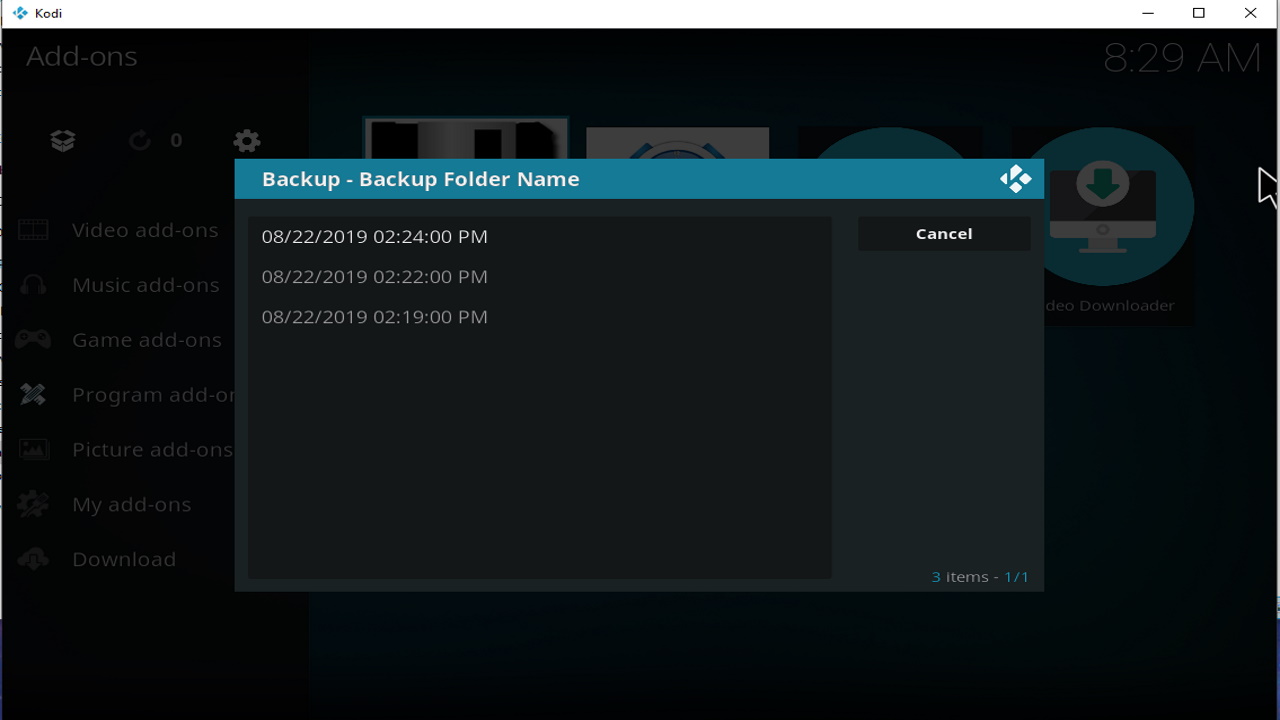 Kodi
Add-ons
8:29 AM
0
Backup - Backup Folder Name
08/22/2019 02:24:00 PM
Cancel
08/22/2019 02:22:00 PM
08/22/2019 02:19:00 PM
Video add-ons
Music add-ons
deo Downloader
Game add-ons
Program add-or
Picture add-ons
My add-ons
Download
3 items - 1/1